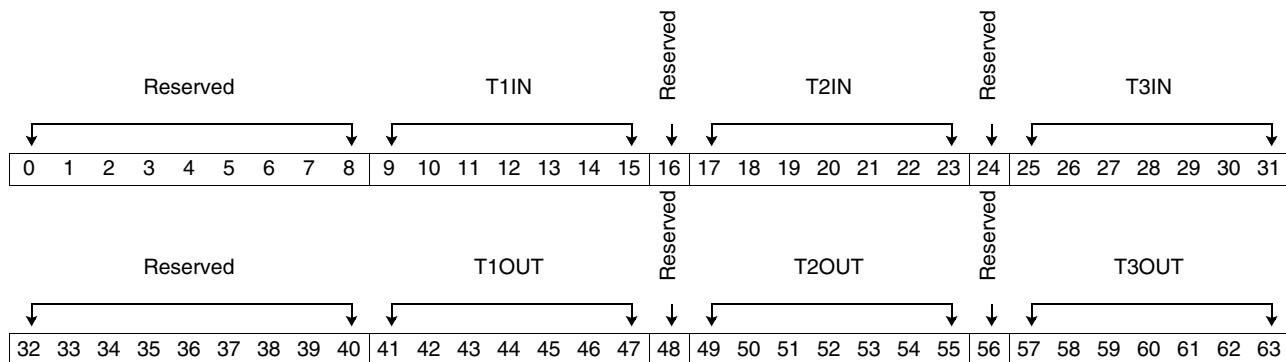 Reserved T1IN Reserved T2IN Reserved T3IN
0 1 2 3 4 5 6 7 8 9 10 11 12 13 14 15 16 17 18 19 20 21 22 23 24 25 26 27 28 29 30 31
Reserved T1OUT Reserved T2OUT Reserved T3OUT
32 33 34 35 36 37 38 39 40 41 42 43 44 45 46 47 48 49 50 51 52 53 54 55 56 57 58 59 60 61 62 63